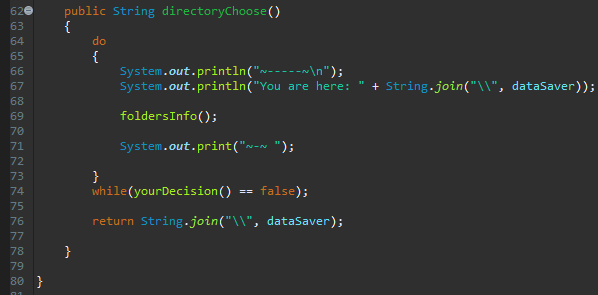 62 public String directoryChoose()
63 {
64 do
65 {
66 System.out.println("~-----~\n");
67 System.out.println("You are here: " + String.join("\\", dataSaver));
68
69 foldersInfo();
70
71 System.out.print("~-~ ");
72
73 }
74 while(yourDecision() == false);
75
76 return String.join("\\", dataSaver);
77
78 }
79
80 }
81